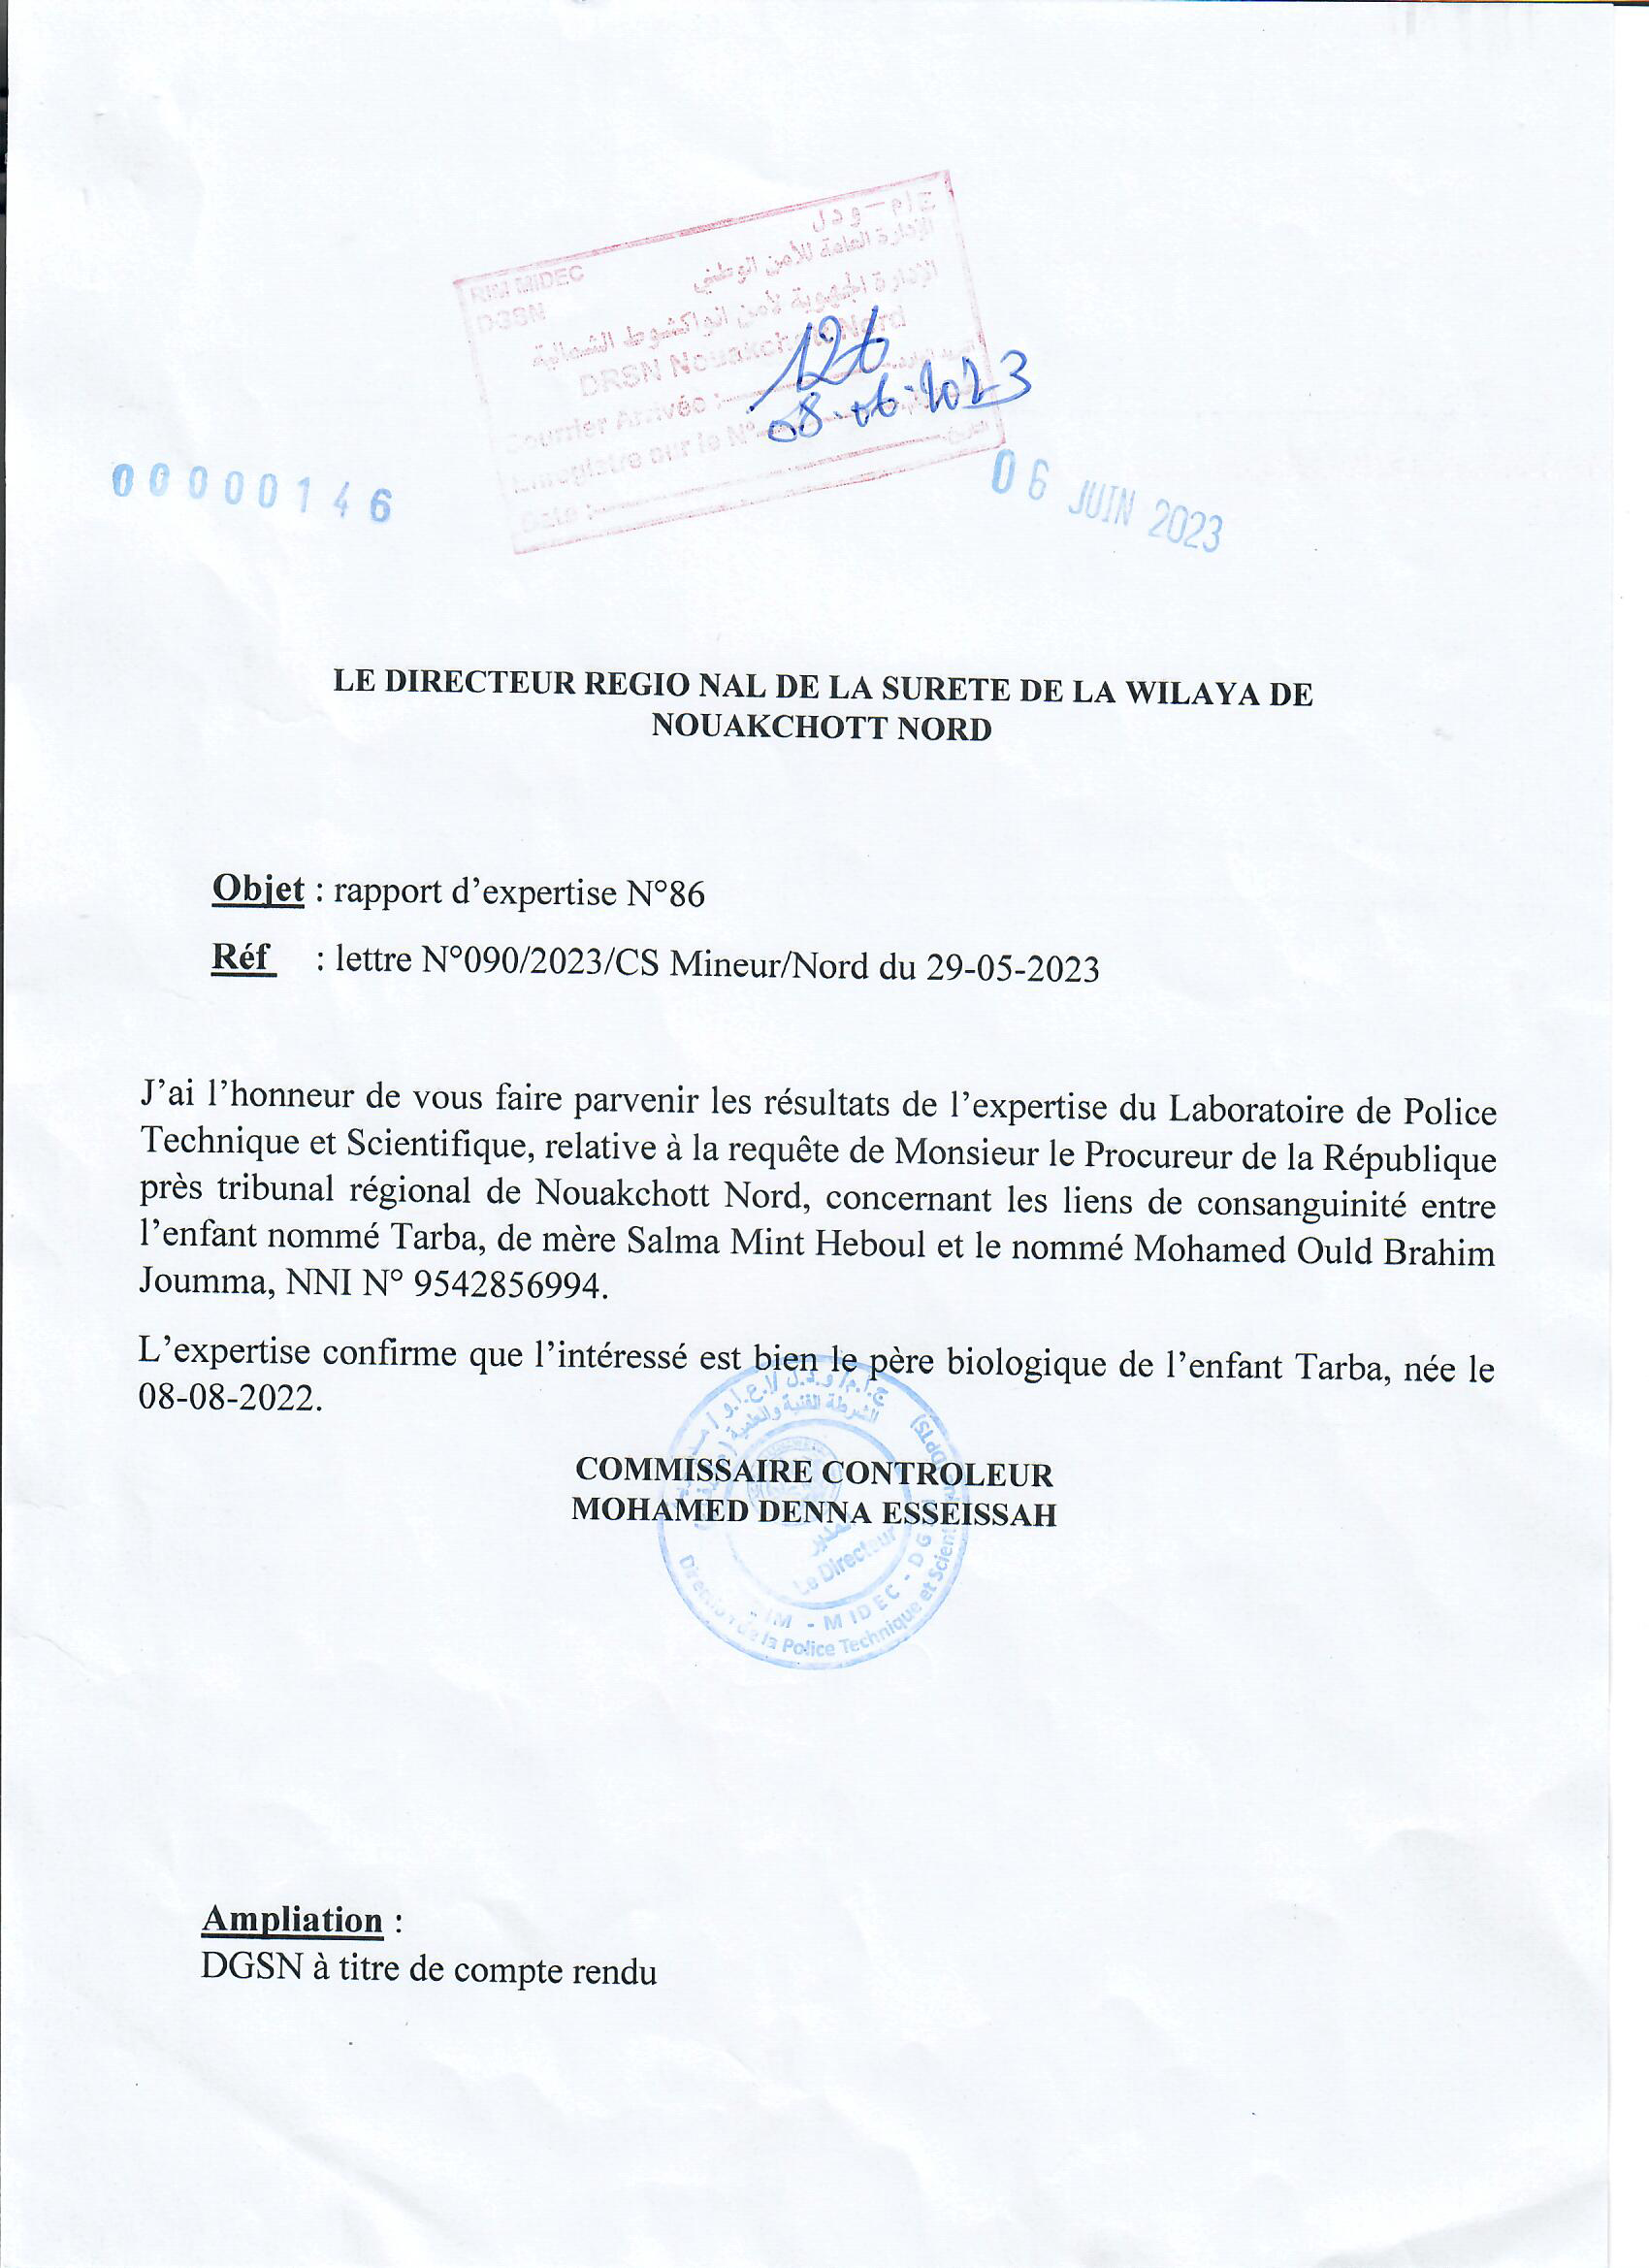 ج ا م – و د ل
RIM MIDEC
الإدارة العامة للأمن الوطني
DGSN
الإدارة الجهوية لأمن انواكشوط الشمالية
DRSN Nouakchott Nord
126
Courrier Arrivée :
08-06-2023
Enregistre sur le N°
Date :
00000146
06 JUIN 2023
LE DIRECTEUR REGIO NAL DE LA SURETE DE LA WILAYA DE
NOUAKCHOTT NORD
Objet : rapport d’expertise N°86
Réf : lettre N°090/2023/CS Mineur/Nord du 29-05-2023
J’ai l’honneur de vous faire parvenir les résultats de l’expertise du Laboratoire de Police
Technique et Scientifique, relative à la requête de Monsieur le Procureur de la République
près tribunal régional de Nouakchott Nord, concernant les liens de consanguinité entre
l’enfant nommé Tarba, de mère Salma Mint Heboul et le nommé Mohamed Ould Brahim
Joumma, NNI N° 9542856994.
L’expertise confirme que l’intéressé est bien le père biologique de l’enfant Tarba, née le
08-08-2022.
الشرطة الفنية والعلمية
COMMISSAIRE CONTROLEUR
MOHAMED DENNA ESSEISSAH
المدير
Le Directeur
RIM - MIDEC - DG
Direction de la Police Technique et Scient
Ampliation :
DGSN à titre de compte rendu